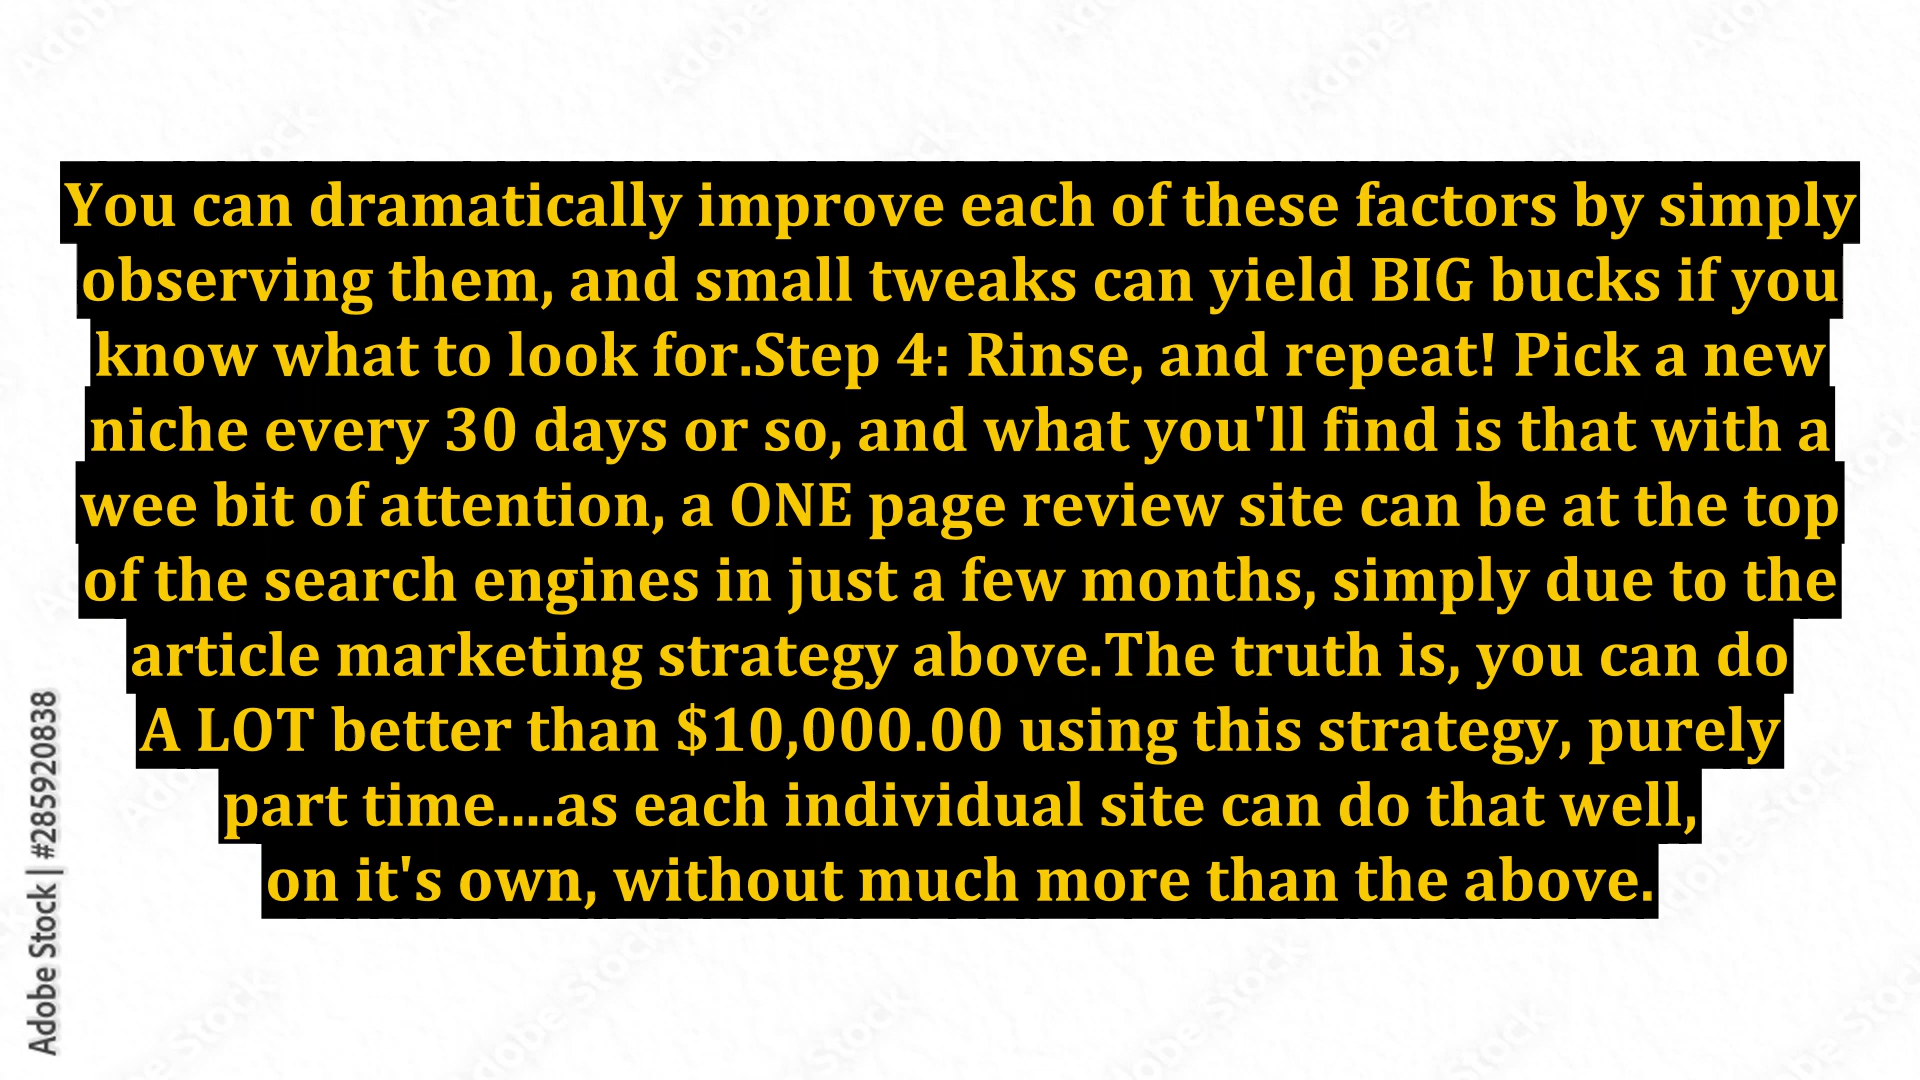 You can dramatically improve each of these factors by simply
observing them, and small tweaks can yield BIG bucks if you
know what to look for.Step 4: Rinse, and repeat! Pick a new
niche every 30 days or so, and what you'll find is that with a
wee bit of attention, a ONE page review site can be at the top
of the search engines in just a few months, simply due to the
article marketing strategy above.The truth is, you can do
A LOT better than $10,000.00 using this strategy, purely
part time....as each individual site can do that well,
on it's own, without much more than the above.
Adobe Stock | #285920838